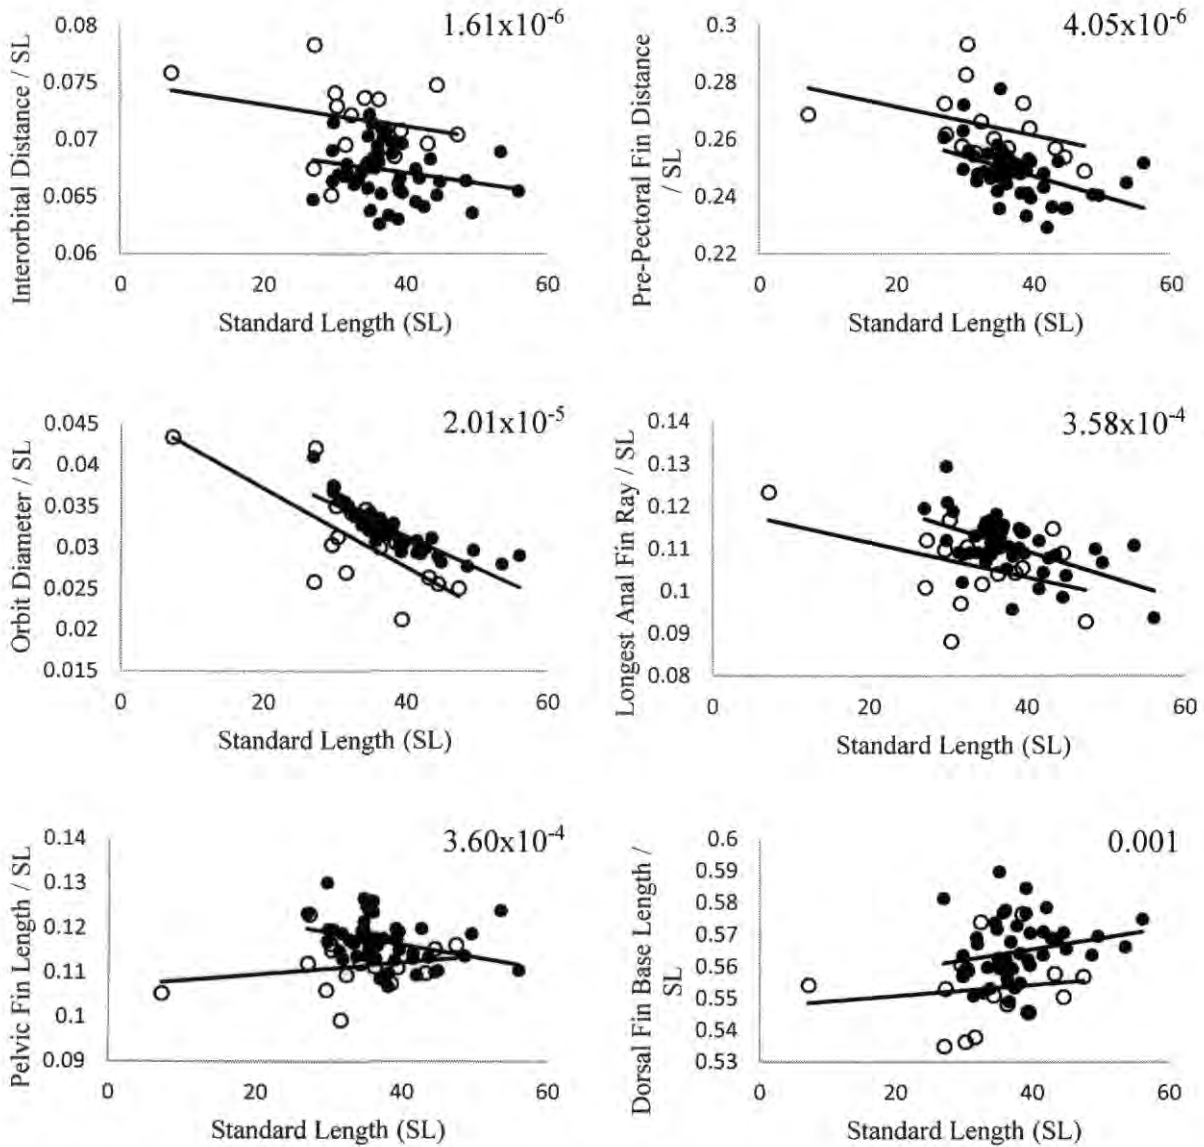 Interorbital Distance / SL
0.08
0.075
0.07
0.065
0.06
1.61x10-6
0 20 40 60
Standard Length (SL)
Pre-Pectoral Fin Distance
/ SL
0.3
0.28
0.26
0.24
0.22
4.05x10-6
0 20 40 60
Standard Length (SL)
Orbit Diameter / SL
0.045
0.04
0.035
0.03
0.025
0.02
0.015
2.01x10-5
0 20 40 60
Standard Length (SL)
Longest Anal Fin Ray / SL
0.14
0.13
0.12
0.11
0.1
0.09
0.08
3.58x10-4
0 20 40 60
Standard Length (SL)
Pelvic Fin Length / SL
0.14
0.13
0.12
0.11
0.1
0.09
3.60x10-4
0 20 40 60
Standard Length (SL)
Dorsal Fin Base Length /
SL
0.6
0.59
0.58
0.57
0.56
0.55
0.54
0.53
0.001
0 20 40 60
Standard Length (SL)